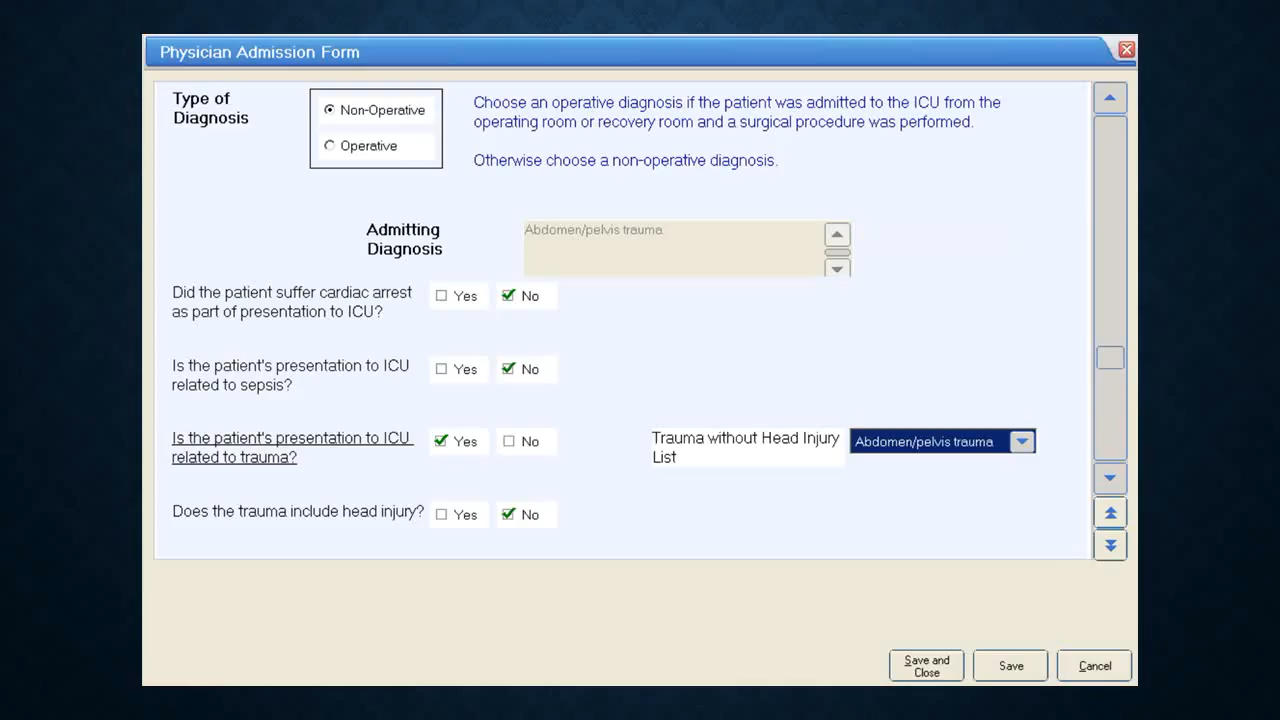 Physician Admission Form
Type of
Diagnosis
Non-Operative
Operative
Choose an operative diagnosis if the patient was admitted to the ICU from the
operating room or recovery room and a surgical procedure was performed.
Otherwise choose a non-operative diagnosis.
Admitting
Diagnosis
Abdomen/pelvis trauma
Did the patient suffer cardiac arrest
as part of presentation to ICU?
Yes
No
Is the patient's presentation to ICU
related to sepsis?
Yes
No
Is the patient's presentation to ICU
related to trauma?
Yes
No
Trauma without Head Injury
List
Abdomen/pelvis trauma
Does the trauma include head injury?
Yes
No
Save and
Close
Save
Cancel